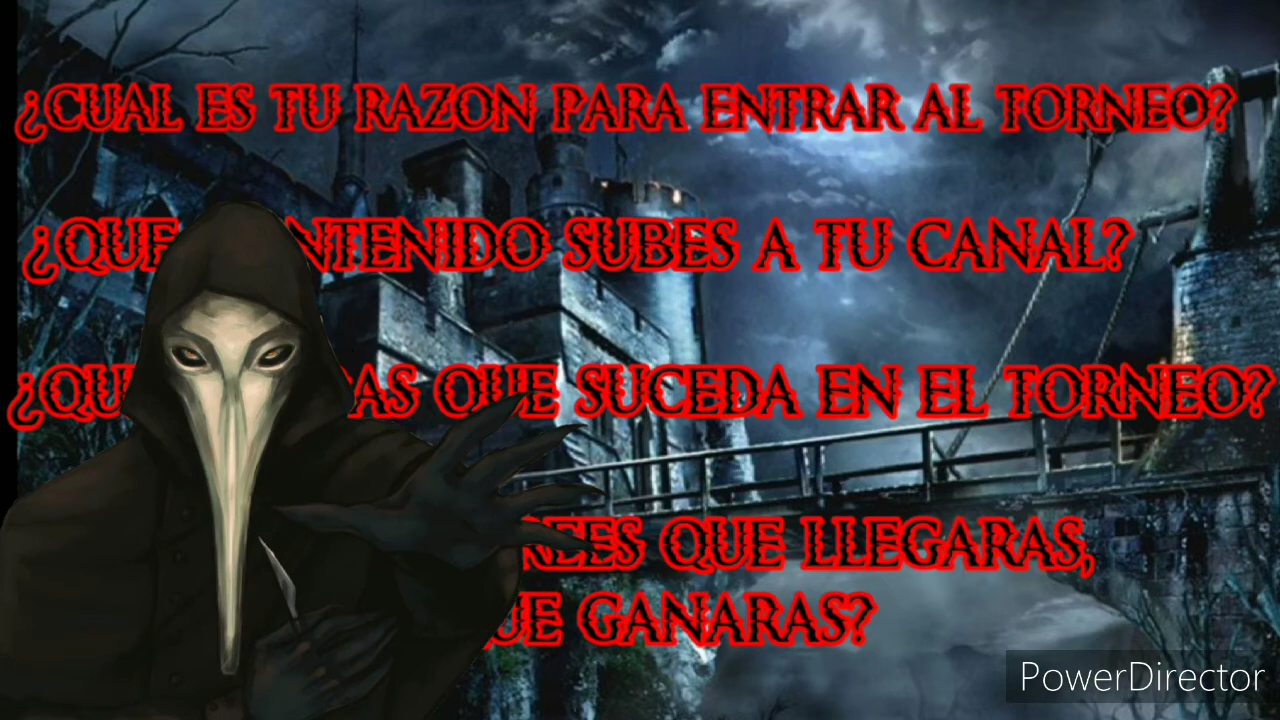 ¿CUAL ES TU RAZON PARA ENTRAR AL TORNEO?
¿QUE CONTENIDO SUBES A TU CANAL?
QUE SUCEDA EN EL TORNEO?
QUE LLEGARAS,
GANARAS?
PowerDirector